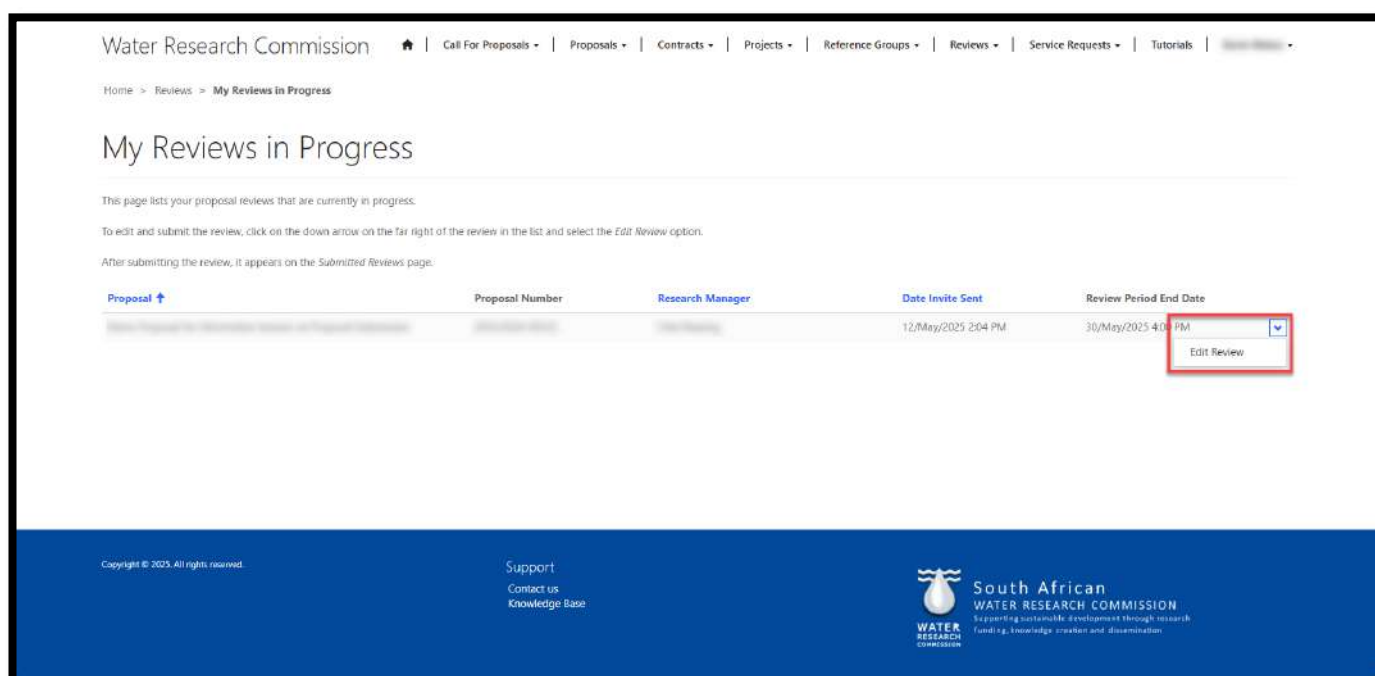 Water Research Commission Call For Proposals Proposals Contracts Projects Reference Groups Reviews Service Requests Tutorials
Home > Reviews > My Reviews in Progress
My Reviews in Progress
This page lists your proposal reviews that are currently in progress.
To edit and submit the review, click on the down arrow on the far right of the review in the list and select the Edit Review option.
After submitting the review, it appears on the Submitted Reviews page.
Proposal Proposal Number Research Manager Date Invite Sent Review Period End Date
12/May/2025 2:04 PM 30/May/2025 4:00 PM
Edit Review
Copyright © 2025. All rights reserved.
Support
Contact us
Knowledge Base
WATER
RESEARCH
COMMISSION
South African
WATER RESEARCH COMMISSION
Supporting sustainable development through research
funding, knowledge creation and dissemination